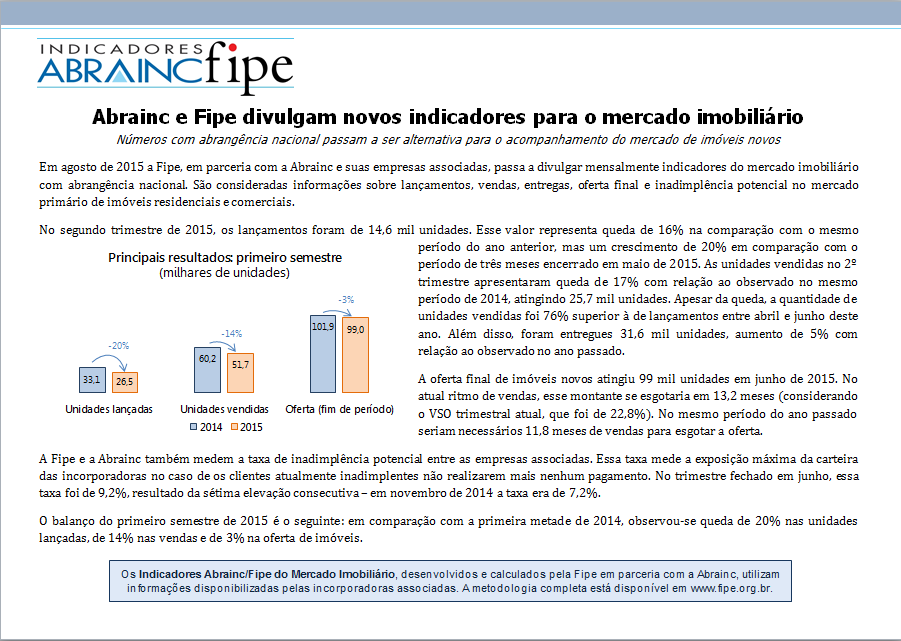 INDICADORES
ABRAINC fipe
Abrainc e Fipe divulgam novos indicadores para o mercado imobiliário
Números com abrangência nacional passam a ser alternativa para o acompanhamento do mercado de imóveis novos
Em agosto de 2015 a Fipe, em parceria com a Abrainc e suas empresas associadas, passa a divulgar mensalmente indicadores do mercado imobiliário
com abrangência nacional. São consideradas informações sobre lançamentos, vendas, entregas, oferta final e inadimplência potencial no mercado
primário de imóveis residenciais e comerciais.
No segundo trimestre de 2015, os lançamentos foram de 14,6 mil unidades. Esse valor representa queda de 16% na comparação com o mesmo
período do ano anterior, mas um crescimento de 20% em comparação com o
período de três meses encerrado em maio de 2015. As unidades vendidas no 2º
trimestre apresentaram queda de 17% com relação ao observado no mesmo
período de 2014, atingindo 25,7 mil unidades. Apesar da queda, a quantidade de
unidades vendidas foi 76% superior à de lançamentos entre abril e junho deste
ano. Além disso, foram entregues 31,6 mil unidades, aumento de 5% com
relação ao observado no ano passado.
Principais resultados: primeiro semestre
(milhares de unidades)
-20%
-14%
-3%
33,1
26,5
60,2
51,7
101,9
99,0
Unidades lançadas
Unidades vendidas
Oferta (fim de período)
2014
2015
A oferta final de imóveis novos atingiu 99 mil unidades em junho de 2015. No
atual ritmo de vendas, esse montante se esgotaria em 13,2 meses (considerando
o VSO trimestral atual, que foi de 22,8%). No mesmo período do ano passado
seriam necessários 11,8 meses de vendas para esgotar a oferta.
A Fipe e a Abrainc também medem a taxa de inadimplência potencial entre as empresas associadas. Essa taxa mede a exposição máxima da carteira
das incorporadoras no caso de os clientes atualmente inadimplentes não realizarem mais nenhum pagamento. No trimestre fechado em junho, essa
taxa foi de 9,2%, resultado da sétima elevação consecutiva – em novembro de 2014 a taxa era de 7,2%.
O balanço do primeiro semestre de 2015 é o seguinte: em comparação com a primeira metade de 2014, observou-se queda de 20% nas unidades
lançadas, de 14% nas vendas e de 3% na oferta de imóveis.
Os Indicadores Abrainc/Fipe do Mercado Imobiliário, desenvolvidos e calculados pela Fipe em parceria com a Abrainc, utilizam
informações disponibilizadas pelas incorporadoras associadas. A metodologia completa está disponível em www.fipe.org.br.